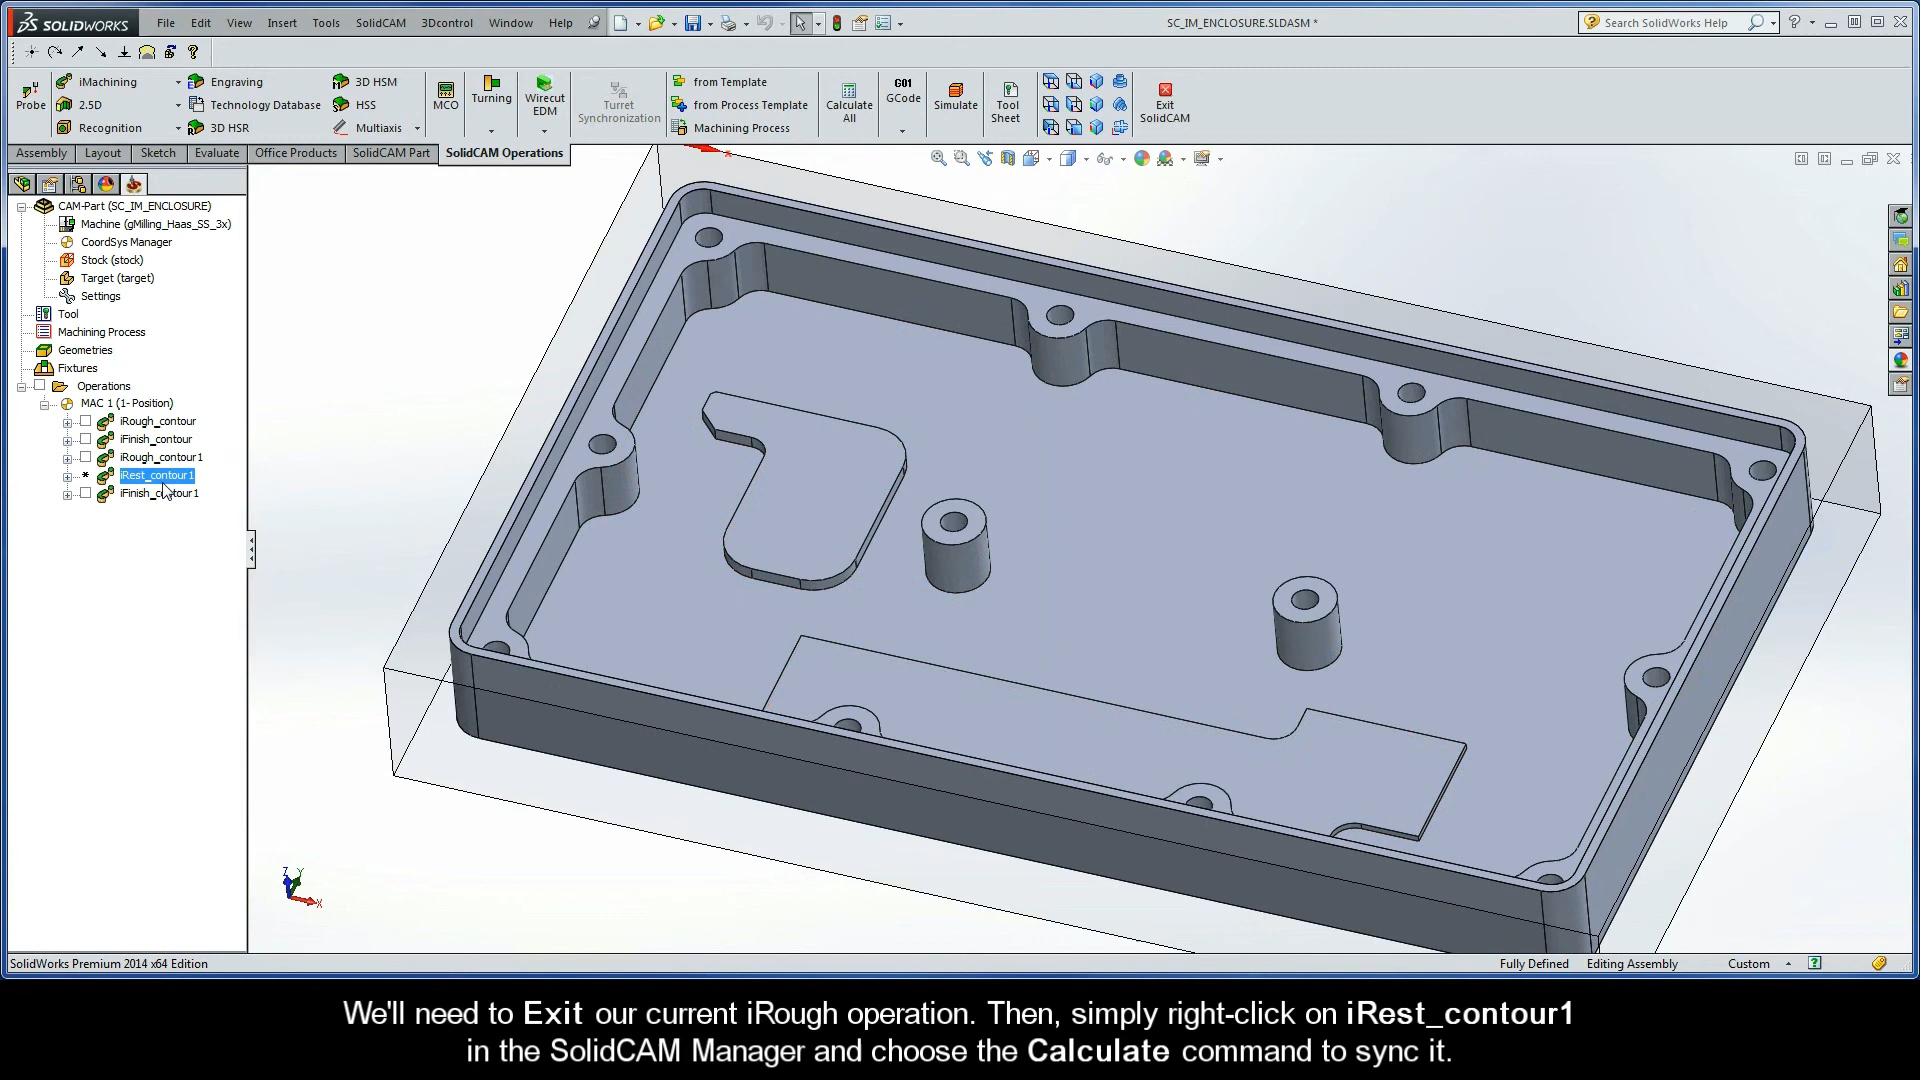 SOLIDWORKS File Edit View Insert Tools SolidCAM 3Dcontrol Window Help SC_IM_ENCLOSURE.SLDASM * Search SolidWorks Help
Probe iMachining Engraving 3D HSM MCO Turning Wirecut EDM Turret Synchronization from Template Calculate All G01 GCode Simulate Tool Sheet Exit SolidCAM
2.5D Technology Database HSS from Process Template
Recognition 3D HSR Multiaxis Machining Process
Assembly Layout Sketch Evaluate Office Products SolidCAM Part SolidCAM Operations
CAM-Part (SC_IM_ENCLOSURE)
Machine (gMilling_Haas_SS_3x)
CoordSys Manager
Stock (stock)
Target (target)
Settings
Tool
Machining Process
Geometries
Fixtures
Operations
MAC 1 (1- Position)
iRough_contour
iFinish_contour
iRough_contour1
iRest_contour1
iFinish_contour1
Z Y X
SolidWorks Premium 2014 x64 Edition Fully Defined Editing Assembly Custom
We'll need to Exit our current iRough operation. Then, simply right-click on iRest_contour1
in the SolidCAM Manager and choose the Calculate command to sync it.